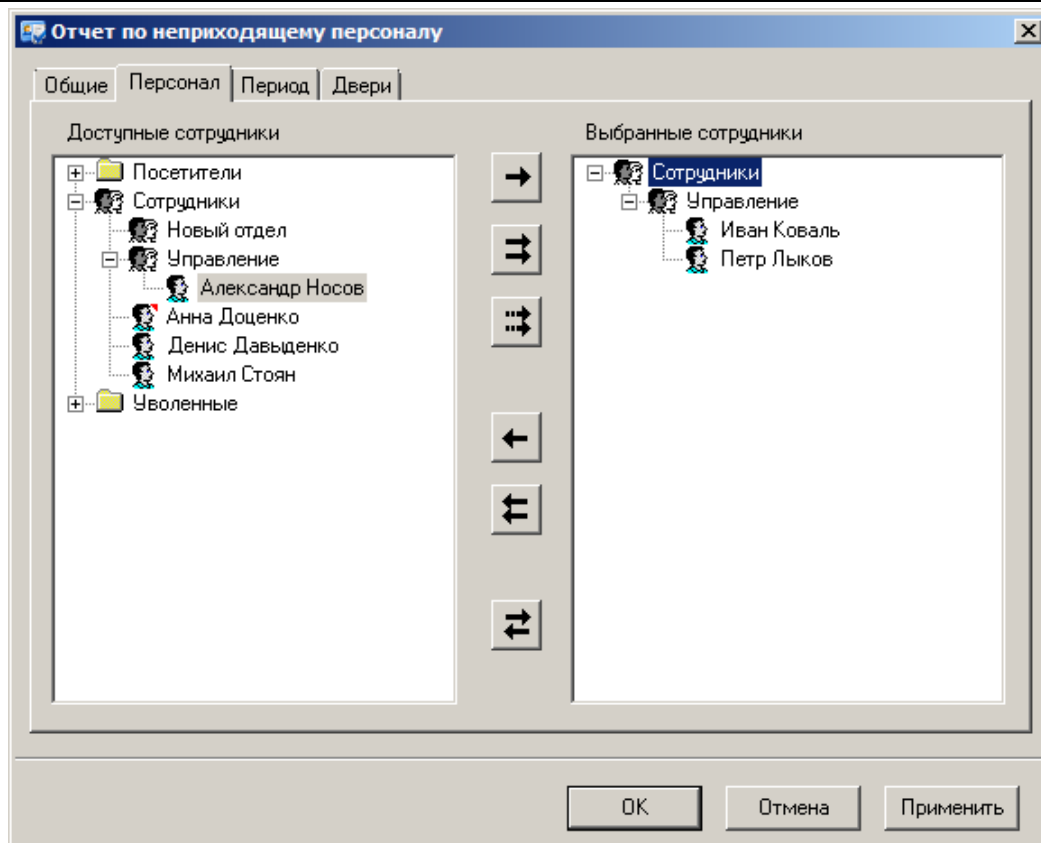 Отчет по неприходящему персоналу
Общие Персонал Период Двери
Доступные сотрудники
Посетители
Сотрудники
Новый отдел
Управление
Александр Носов
Анна Доценко
Денис Давыденко
Михаил Стоян
Уволенные
Выбранные сотрудники
Сотрудники
Управление
Иван Коваль
Петр Лыков
OK Отмена Применить